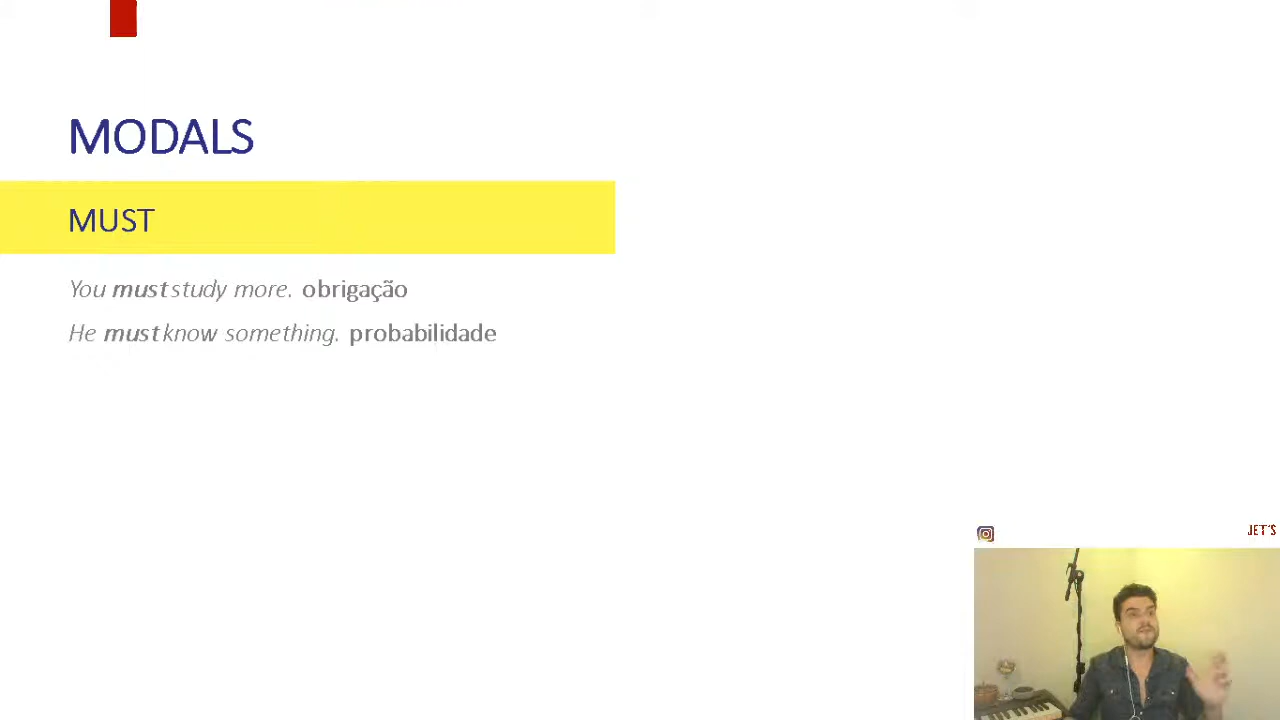 MODALS
MUST
You must study more. obrigação
He must know something. probabilidade
JET'S